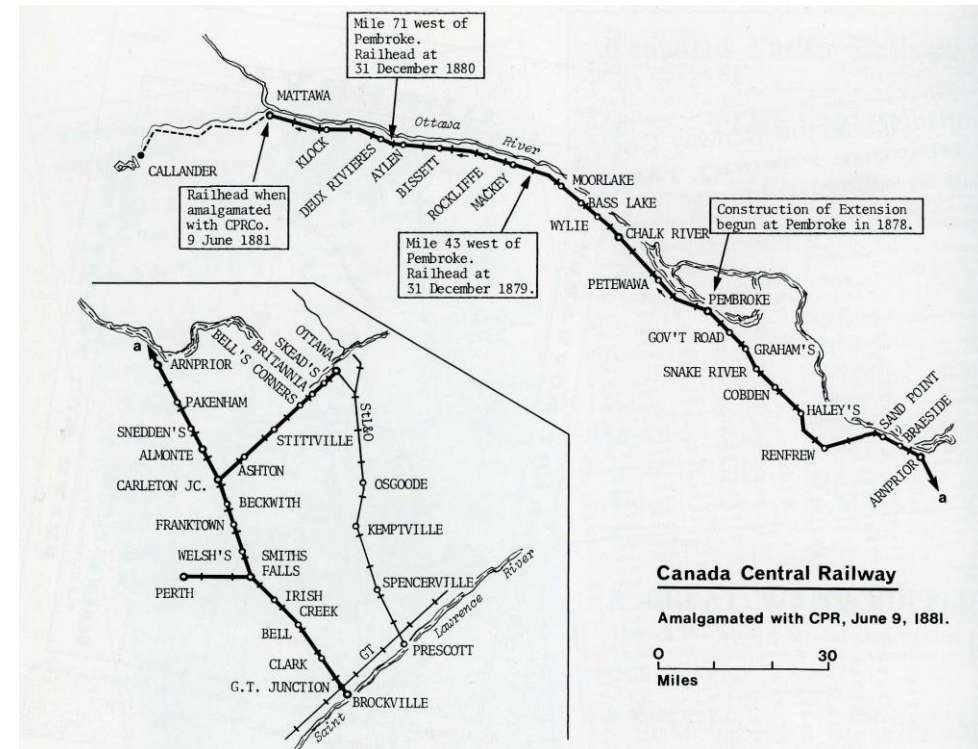 Mile 71 west of
Pembroke.
Railhead at
31 December 1880
MATTAWA
Ottawa
River
KLOCK
DEUX RIVIERES
AYLEN
BISSETT
ROCKLIFFE
MACKEY
MOORLAKE
BASS LAKE
WYLIE
CHALK RIVER
CALLANDER
Railhead when
amalgamated
with CPRCo.
9 June 1881
Mile 43 west of
Pembroke.
Railhead at
31 December 1879.
Construction of Extension
begun at Pembroke in 1878.
PETEWAWA
PEMBROKE
GOV'T ROAD
GRAHAM'S
SNAKE RIVER
COBDEN
HALEY'S
RENFREW
SAND POINT
BRAESIDE
ARNPRIOR
a
a
ARNPRIOR
BELL'S CORNERS
BRITANNIA
SKEAD'S
OTTAWA
PAKENHAM
SNEDDEN'S
ALMONTE
STITTVILLE
ASHTON
CARLETON JC.
BECKWITH
FRANKTOWN
WELSH'S
SMITHS
FALLS
PERTH
IRISH
CREEK
BELL
CLARK
G.T. JUNCTION
BROCKVILLE
StL&O
OSGOODE
KEMPTVILLE
SPENCERVILLE
PRESCOTT
GT
Saint
Lawrence
River
Canada Central Railway
Amalgamated with CPR, June 9, 1881.
0 30
Miles